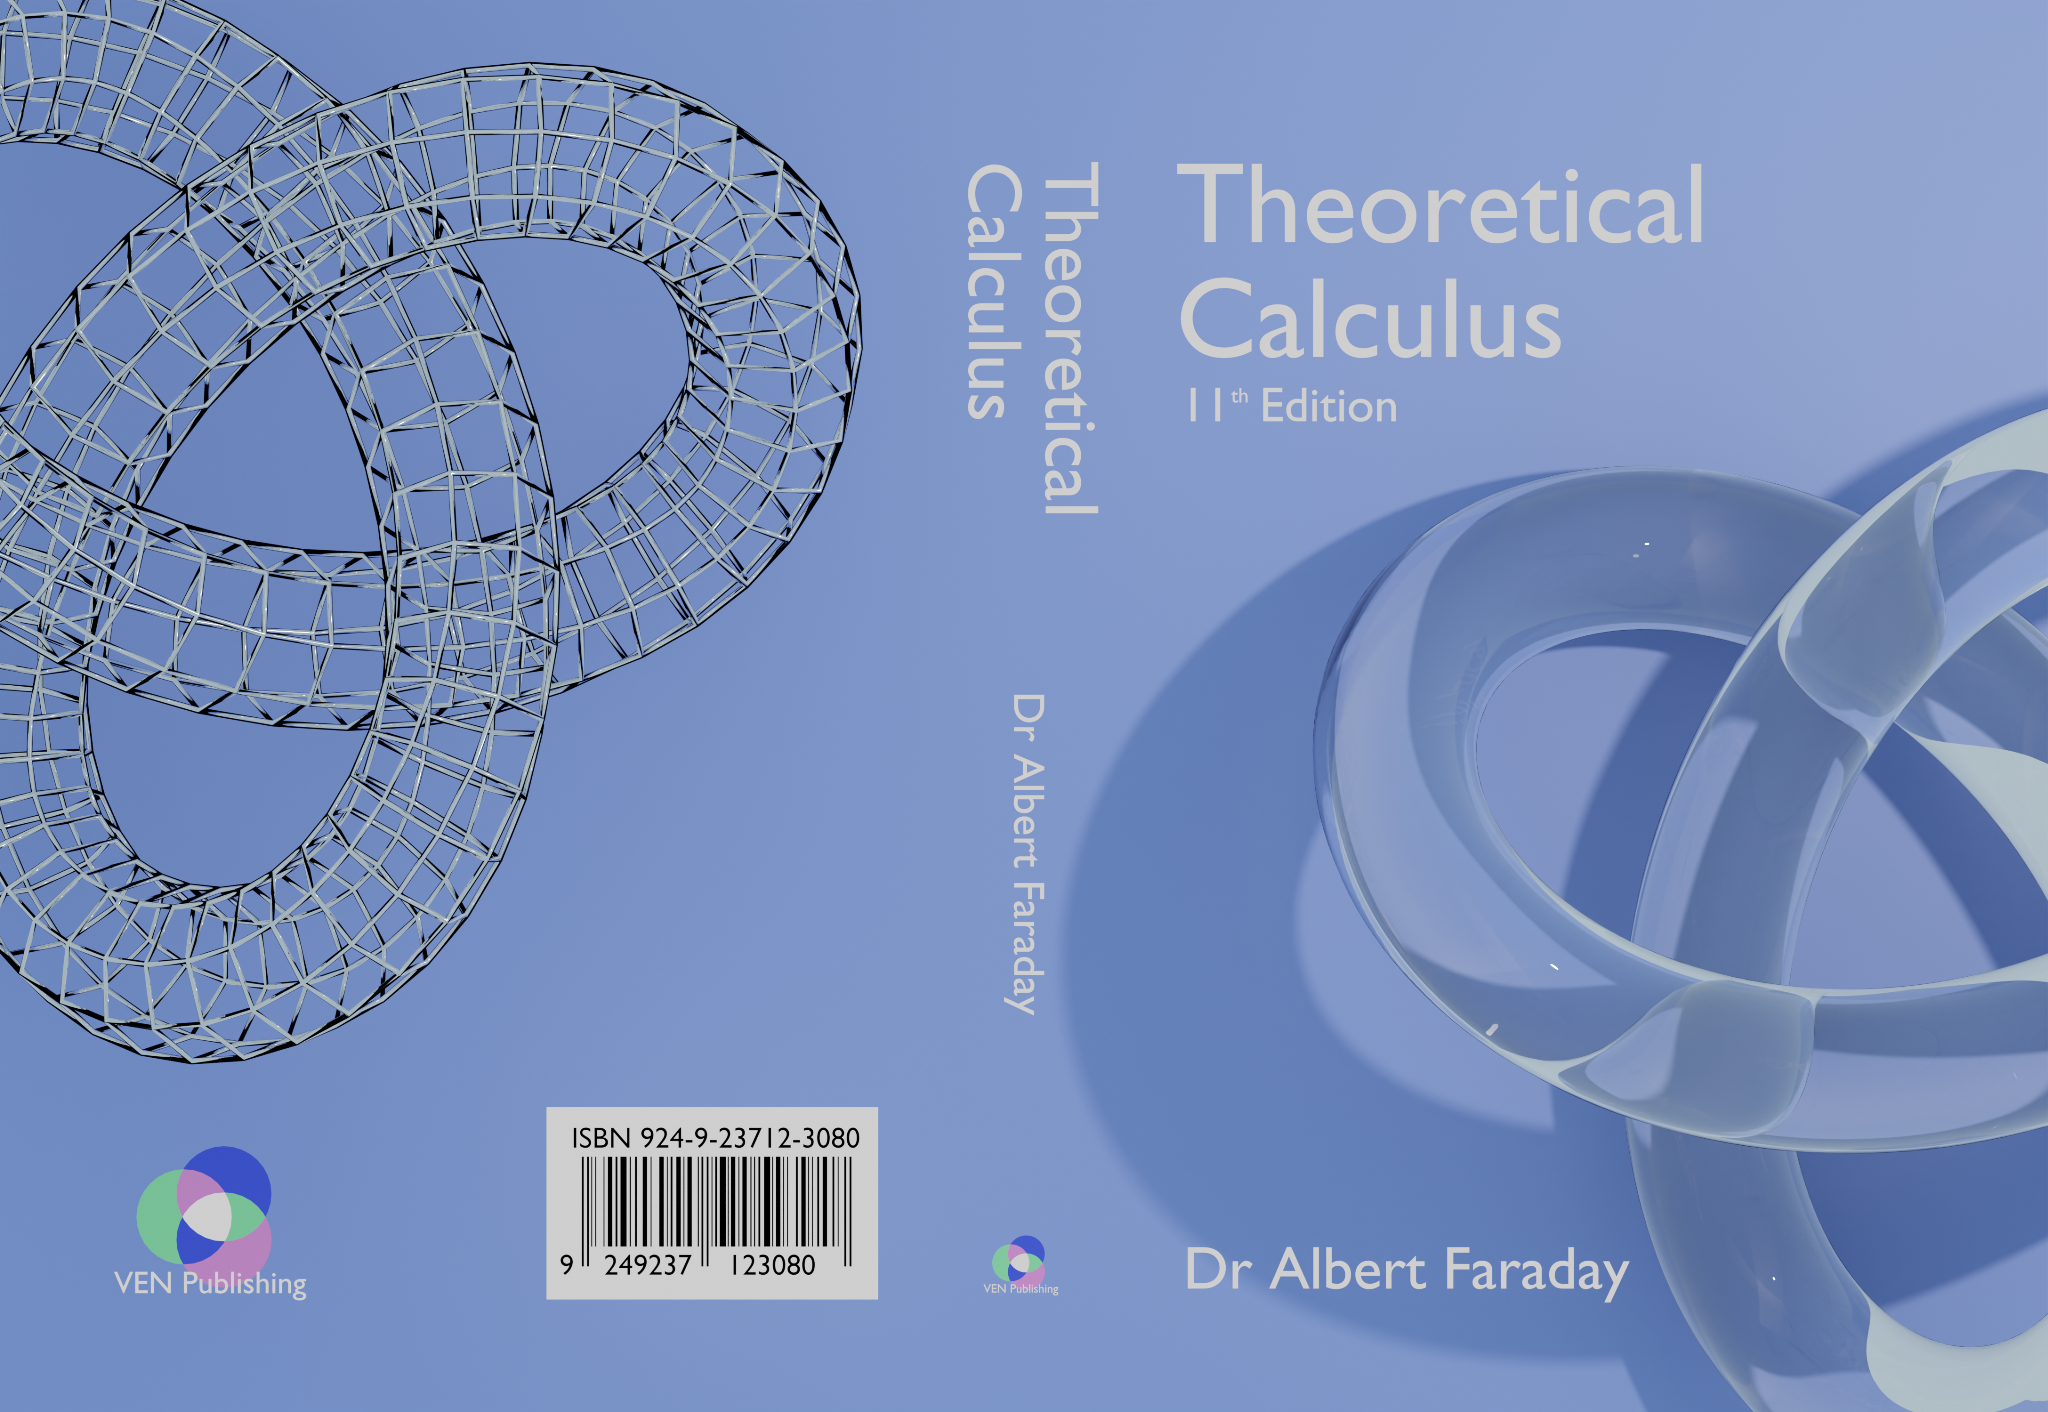 VEN Publishing
ISBN 924-9-23712-3080
9 249237 123080
Theoretical
Calculus
Dr Albert Faraday
VEN Publishing
Theoretical
Calculus
11th Edition
Dr Albert Faraday